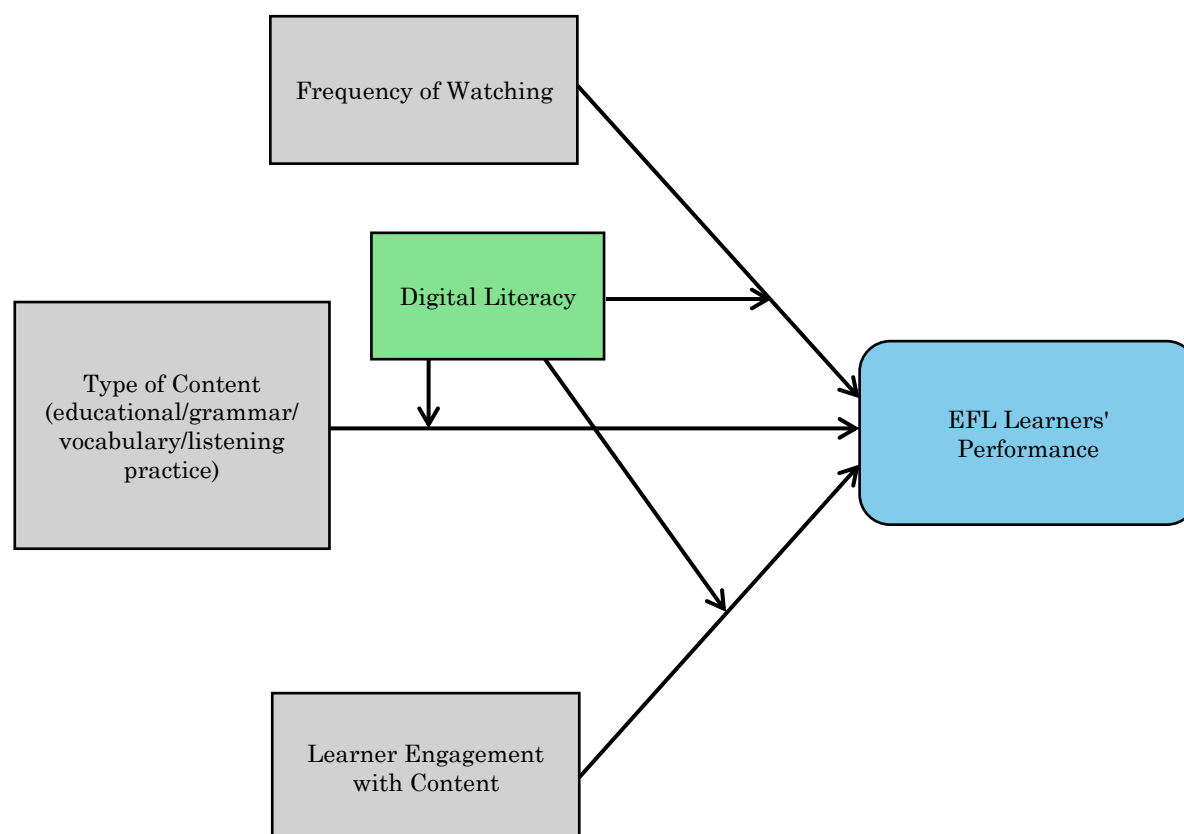 Frequency of Watching
Digital Literacy
Type of Content
(educational/grammar/
vocabulary/listening
practice)
EFL Learners'
Performance
Learner Engagement
with Content